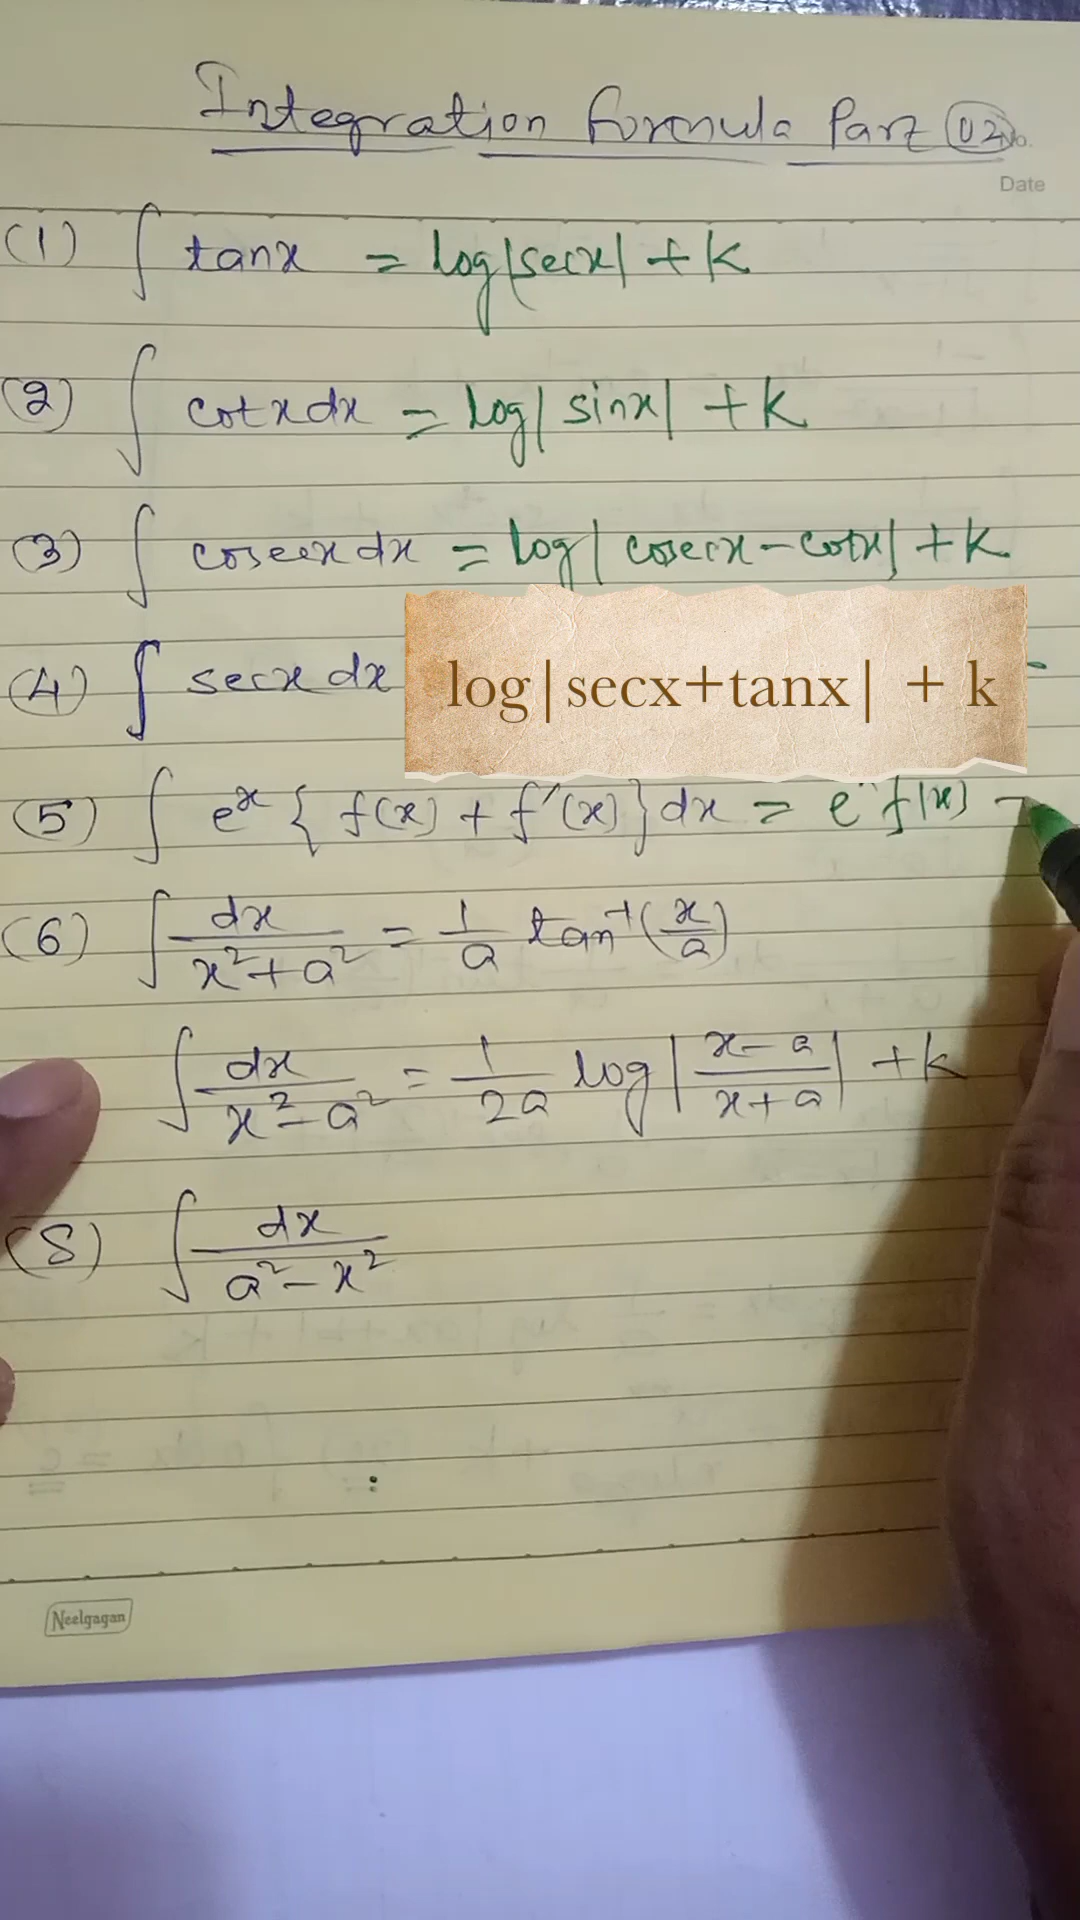 Integration formula Part 02
No.
Date
(1) ∫ tanx = log|secx| + k
(2) ∫ cotx dx = log|sinx| + k
(3) ∫ cosecx dx = log|cosecx - cotx| + k
(4) ∫ secx dx log|secx+tanx| + k
(5) ∫ eˣ { f(x) + f'(x) } dx = eˣ f(x)
(6) ∫ dx/(x²+a²) = 1/a tan⁻¹(x/a)
∫ dx/(x²-a²) = 1/2a log|(x-a)/(x+a)| + k
(8) ∫ dx/(a²-x²)
Neelgagan